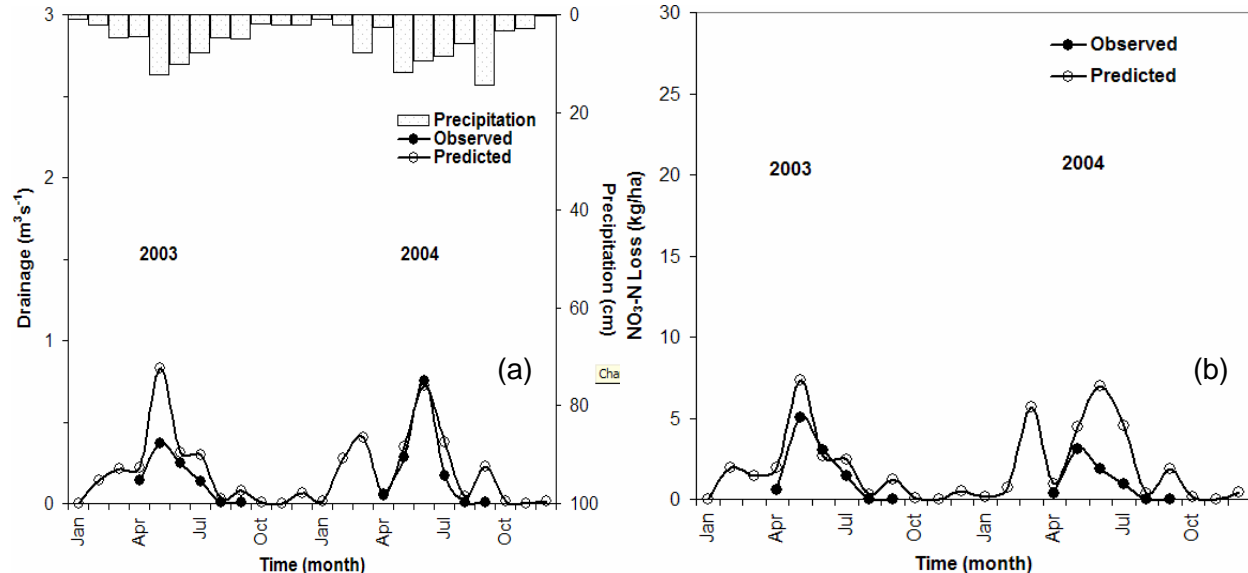 3
2
1
0
Drainage (m³s⁻¹)
0
20
40
60
80
100
Precipitation (cm)
Precipitation
Observed
Predicted
2003
2004
(a)
Cha
Jan
Apr
Jul
Oct
Jan
Apr
Jul
Oct
Time (month)
30
25
20
15
10
5
0
NO₃-N Loss (kg/ha)
Observed
Predicted
2003
2004
(b)
Jan
Apr
Jul
Oct
Jan
Apr
Jul
Oct
Time (month)